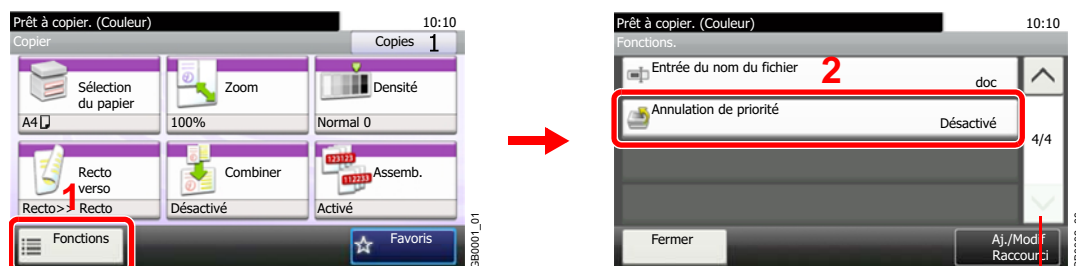 Prêt à copier. (Couleur) 10:10
Copier Copies 1
Sélection
du papier
A4
Zoom
100%
Densité
Normal 0
Recto
verso
Recto>> Recto
Combiner
Désactivé
123123
112233
Assemb.
Activé
1
Fonctions
Favoris
GB0001_01
Prêt à copier. (Couleur) 10:10
Fonctions.
Entrée du nom du fichier
doc
2
Annulation de priorité
Désactivé
4/4
Fermer
Aj./Modif
Raccourci